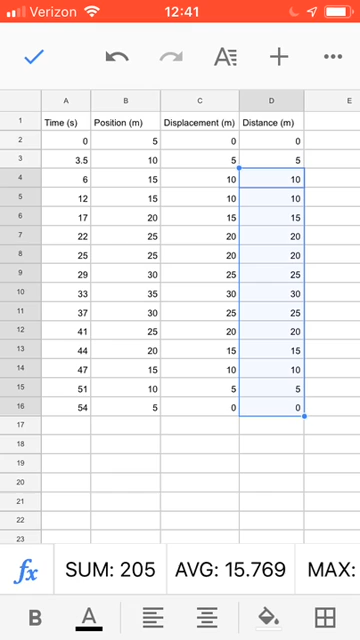 Verizon 12:41
A B C D E
1 Time (s) Position (m) Displacement (m) Distance (m)
2 0 5 0 0
3 3.5 10 5 5
4 6 15 10 10
5 12 15 10 10
6 17 20 15 15
7 22 25 20 20
8 25 25 20 20
9 29 30 25 25
10 33 35 30 30
11 37 30 25 25
12 41 25 20 20
13 44 20 15 15
14 47 15 10 10
15 51 10 5 5
16 54 5 0 0
17
18
19
20
21
22
23
fx SUM: 205 AVG: 15.769 MAX:
B A